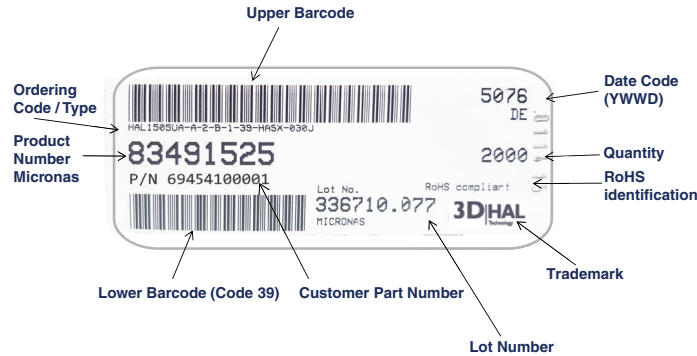 Upper Barcode
Ordering
Code / Type
Product
Number
Micronas
5076
DE
HAL1505UA-A-2-B-1-39-HASX-030J
83491525
2000
P/N 69454100001
Lot No.
RoHS compliant
336710.077
MICRONAS
3D HAL
Technology
Date Code
(YWWD)
Quantity
RoHS
identification
Trademark
Lower Barcode (Code 39)
Customer Part Number
Lot Number